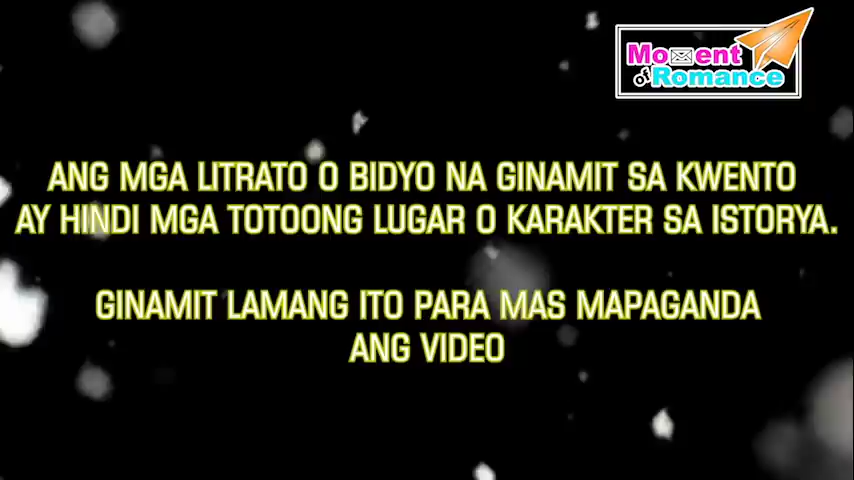 Moment
of Romance
ANG MGA LITRATO O BIDYO NA GINAMIT SA KWENTO
AY HINDI MGA TOTOONG LUGAR O KARAKTER SA ISTORYA.
GINAMIT LAMANG ITO PARA MAS MAPAGANDA
ANG VIDEO